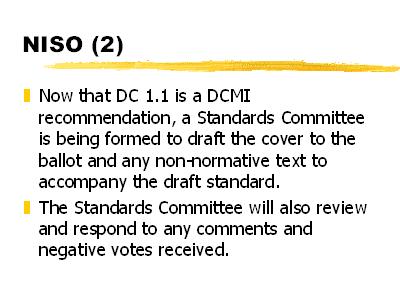 NISO (2)
Now that DC 1.1 is a DCMI
recommendation, a Standards Committee
is being formed to draft the cover to the
ballot and any non-normative text to
accompany the draft standard.
The Standards Committee will also review
and respond to any comments and
negative votes received.